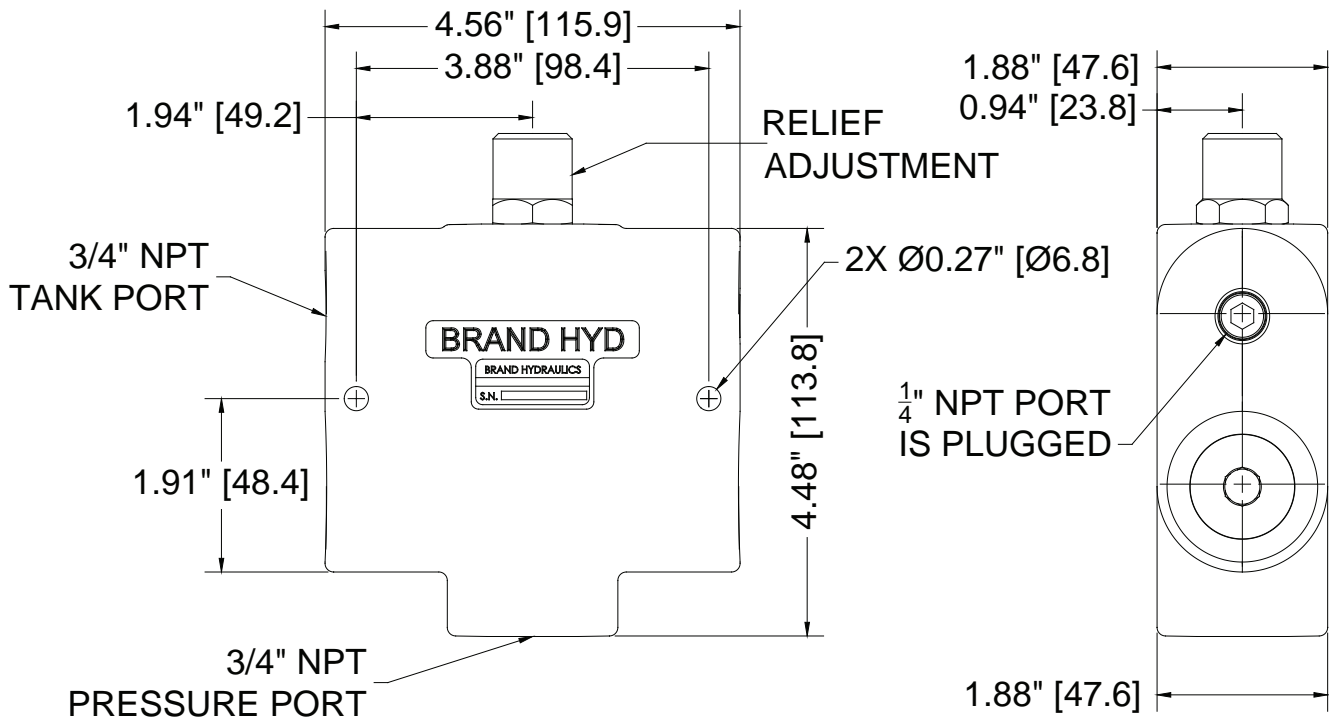 4.56" [115.9]
3.88" [98.4]
1.94" [49.2]
RELIEF
ADJUSTMENT
3/4" NPT
TANK PORT
2X Ø0.27" [Ø6.8]
BRAND HYD
BRAND HYDRAULICS
S.N.
1.91" [48.4]
4.48" [113.8]
3/4" NPT
PRESSURE PORT
1.88" [47.6]
0.94" [23.8]
1/4" NPT PORT
IS PLUGGED
1.88" [47.6]